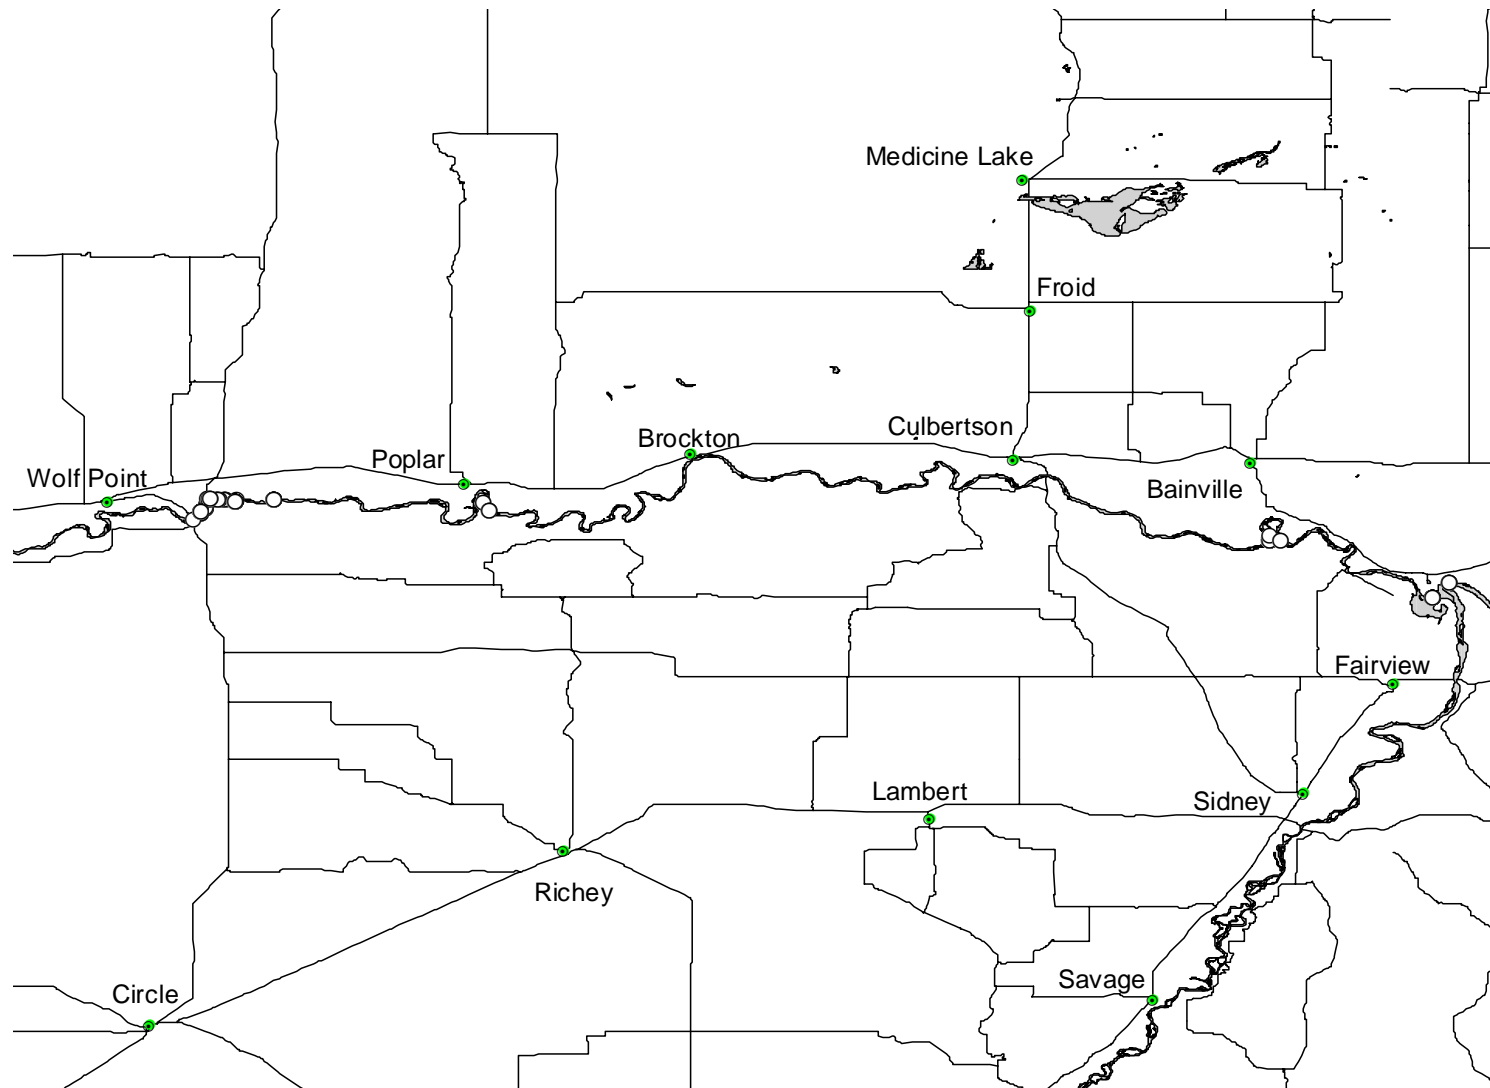 Medicine Lake
Froid
Culbertson
Brockton
Poplar
Wolf Point
Bainville
Fairview
Lambert
Sidney
Richey
Savage
Circle